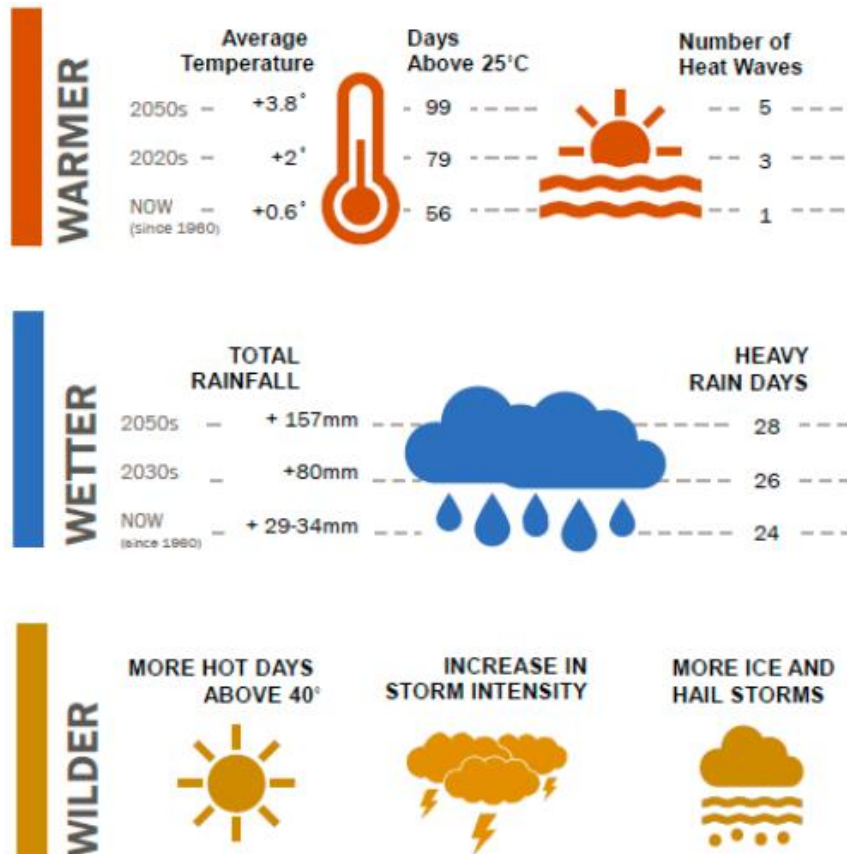 WARMER
Average
Temperature
Days
Above 25°C
Number of
Heat Waves
2050s +3.8° 99 5
2020s +2° 79 3
NOW +0.6° 56 1
(since 1960)
WETTER
TOTAL
RAINFALL
HEAVY
RAIN DAYS
2050s + 157mm 28
2030s +80mm 26
NOW + 29-34mm 24
(since 1960)
WILDER
MORE HOT DAYS
ABOVE 40°
INCREASE IN
STORM INTENSITY
MORE ICE AND
HAIL STORMS